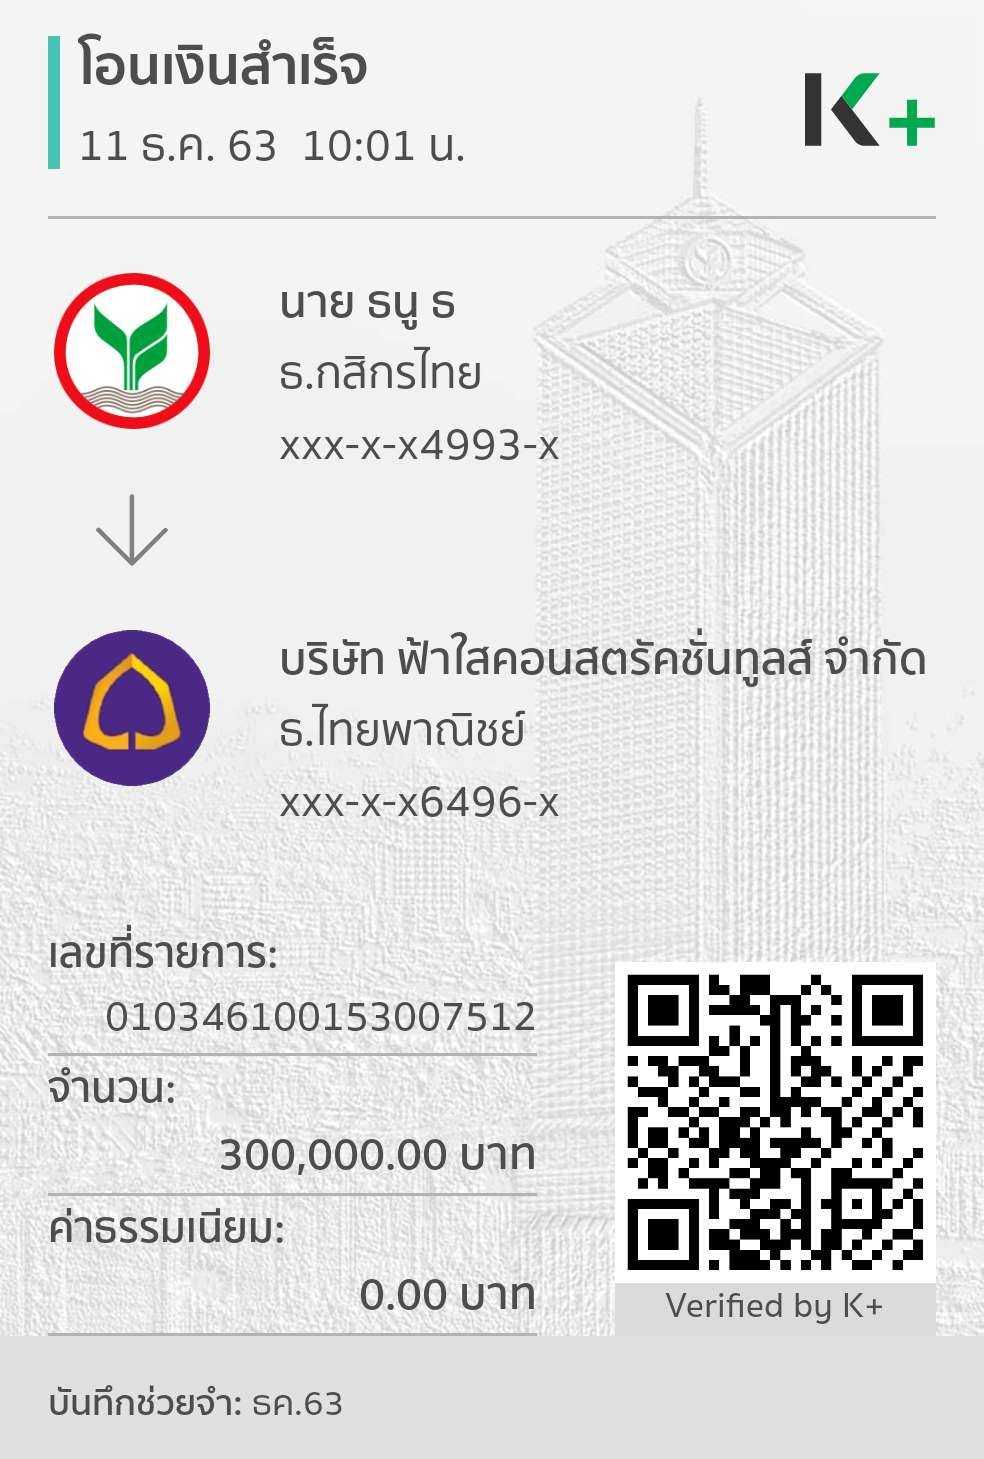 โอนเงินสำเร็จ
11 ธ.ค. 63 10:01 น.
K+
นาย ธนู ธ
ธ.กสิกรไทย
xxx-x-x4993-x
บริษัท ฟ้าใสคอนสตรัคชั่นทูลส์ จำกัด
ธ.ไทยพาณิชย์
xxx-x-x6496-x
เลขที่รายการ:
010346100153007512
จำนวน:
300,000.00 บาท
ค่าธรรมเนียม:
0.00 บาท
Verified by K+
บันทึกช่วยจำ: ธค.63